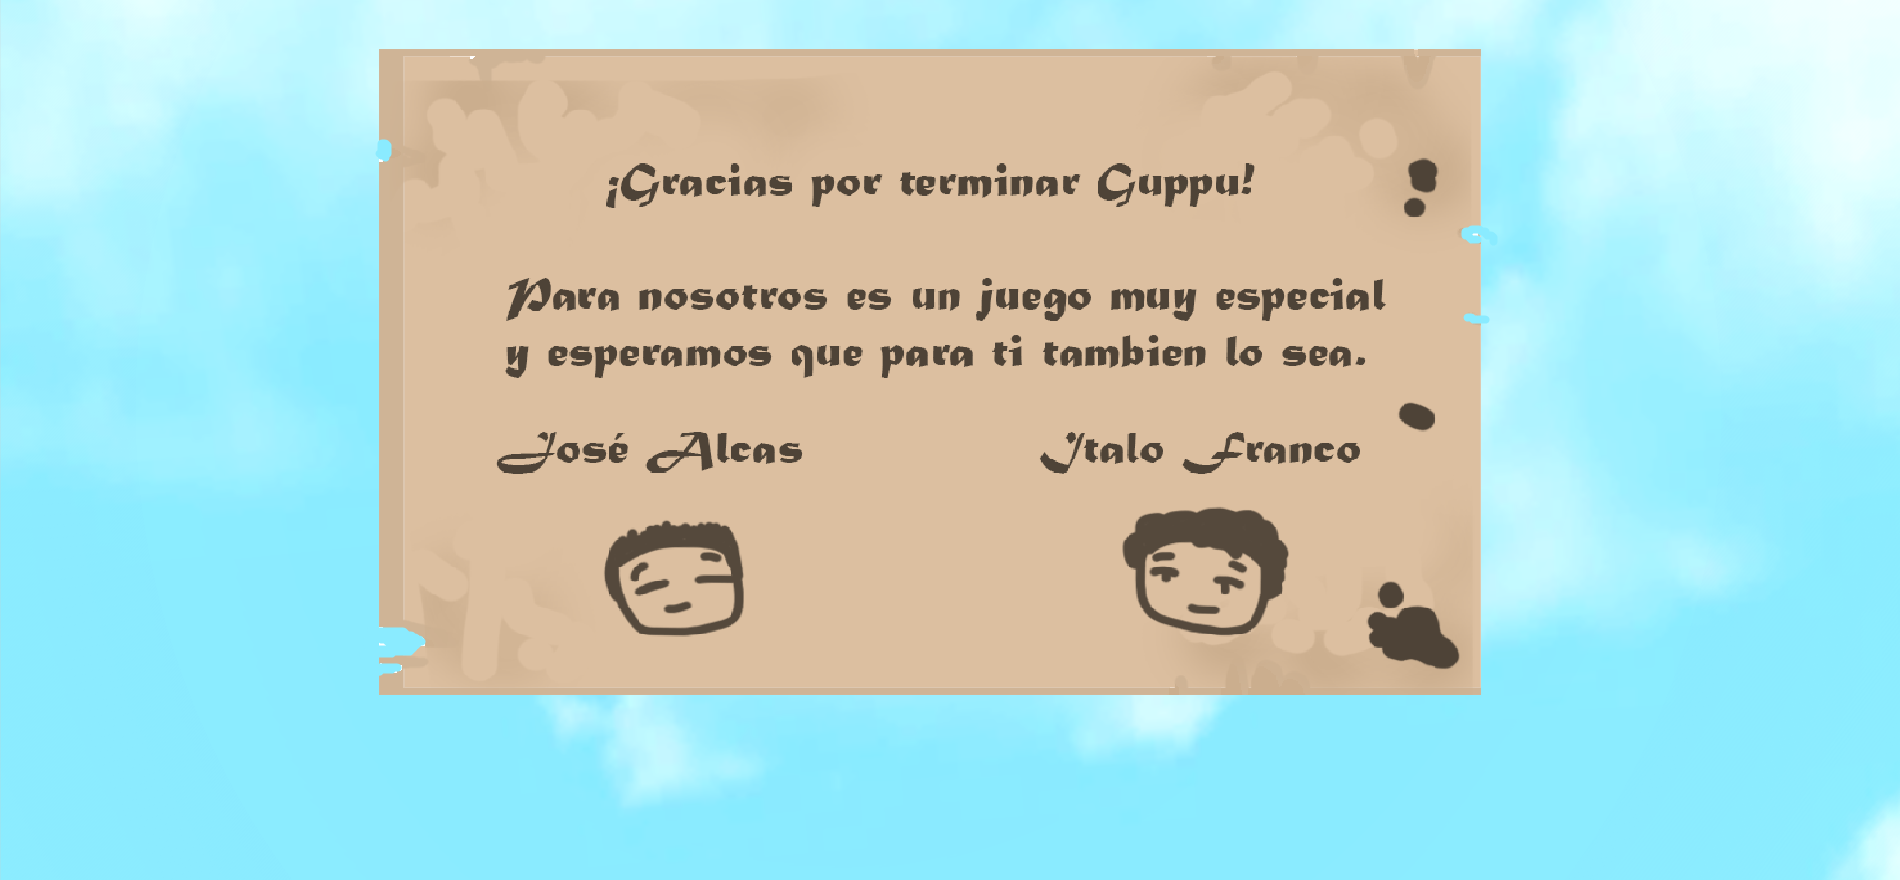 ¡Gracias por terminar Guppu!
Para nosotros es un juego muy especial
y esperamos que para ti tambien lo sea.
José Alcas Italo Franco